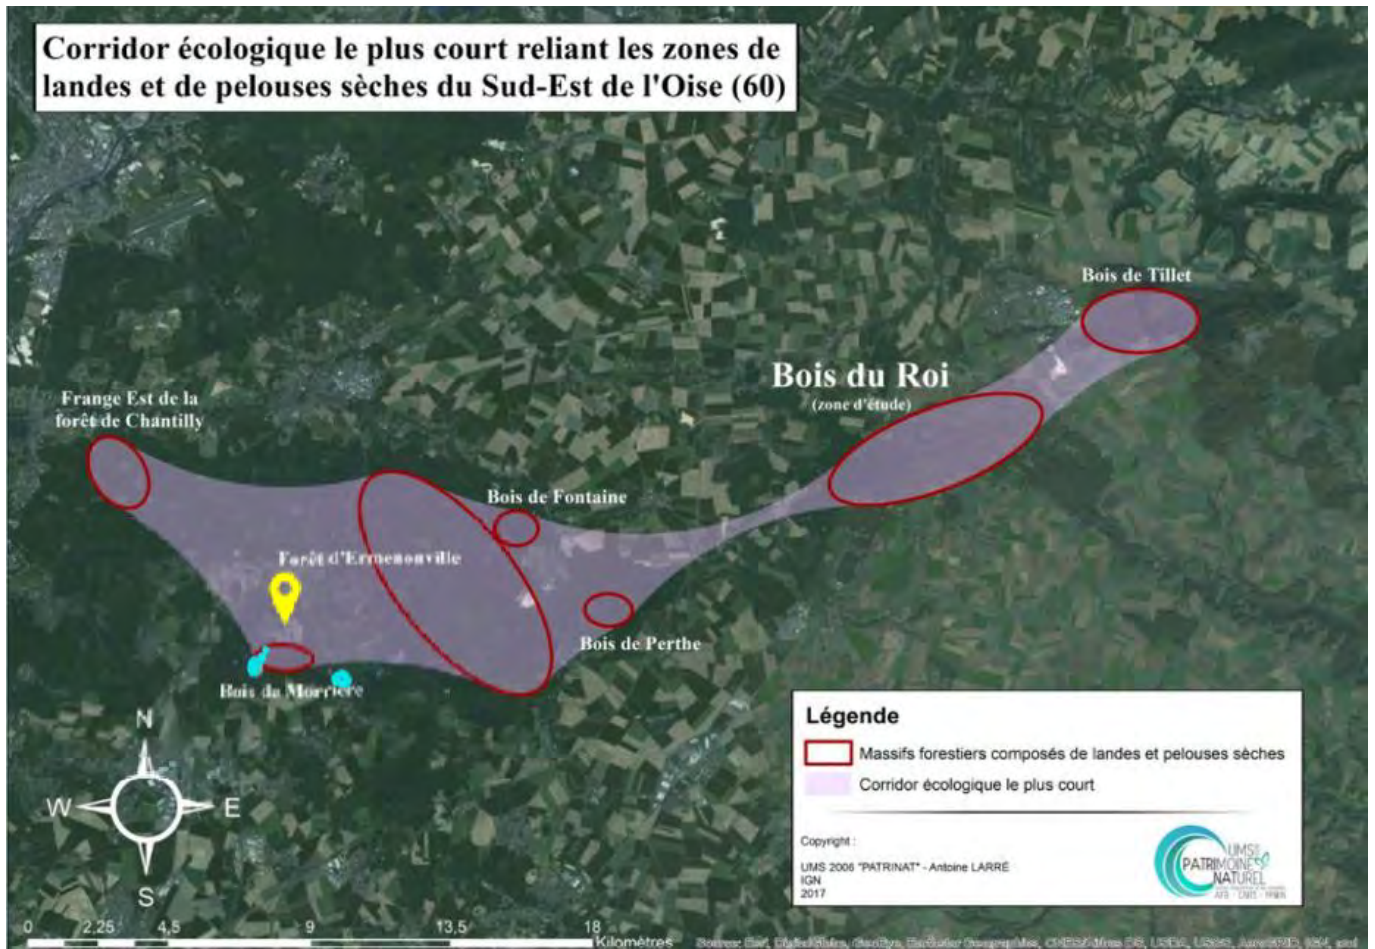 Corridor écologique le plus court reliant les zones de
landes et de pelouses sèches du Sud-Est de l'Oise (60)
Bois de Tillet
Bois du Roi
(zone d'étude)
Frange Est de la
forêt de Chantilly
Bois de Fontaine
Forêt d'Ermenonville
Bois de Perthe
Bois da Morrière
N
W
E
S
Légende
Massifs forestiers composés de landes et pelouses sèches
Corridor écologique le plus court
Copyright :
UMS 2006 "PATRINAT" - Antoine LARRÉ
IGN
2017
UMS
PATRIMOINE
NATUREL
0 2,25 4,5 9 13,5 18
Kilomètres